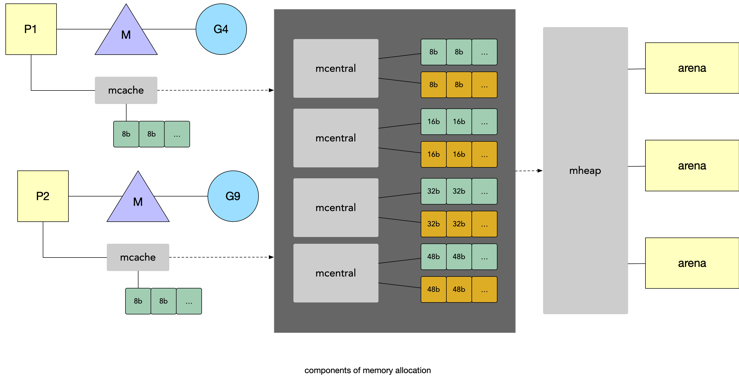 P1
M
G4
mcache
8b 8b ...
P2
M
G9
mcache
8b 8b ...
mcentral
8b 8b ...
8b 8b ...
mcentral
16b 16b ...
16b 16b ...
mcentral
32b 32b ...
32b 32b ...
mcentral
48b 48b ...
48b 48b ...
mheap
arena
arena
arena
components of memory allocation